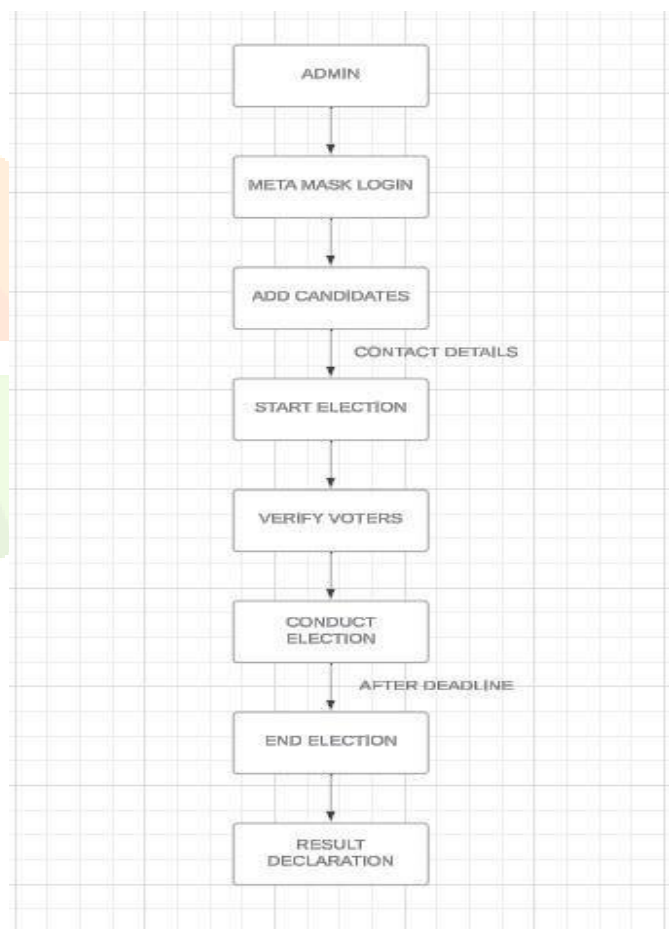 ADMIN
META MASK LOGIN
ADD CANDIDATES
CONTACT DETAILS
START ELECTION
VERIFY VOTERS
CONDUCT
ELECTION
AFTER DEADLINE
END ELECTION
RESULT
DECLARATION